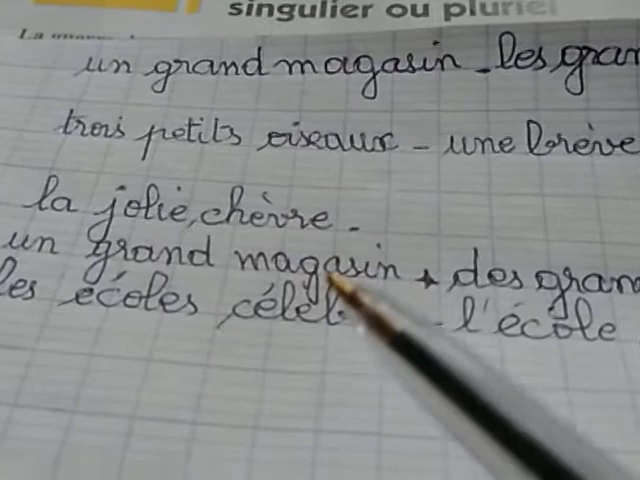 singulier ou pluriel
un grand magasin - les gran
trois petits oiseaux - une brève
la jolie chèvre.
un grand magasin + des gran
les écoles - l'école